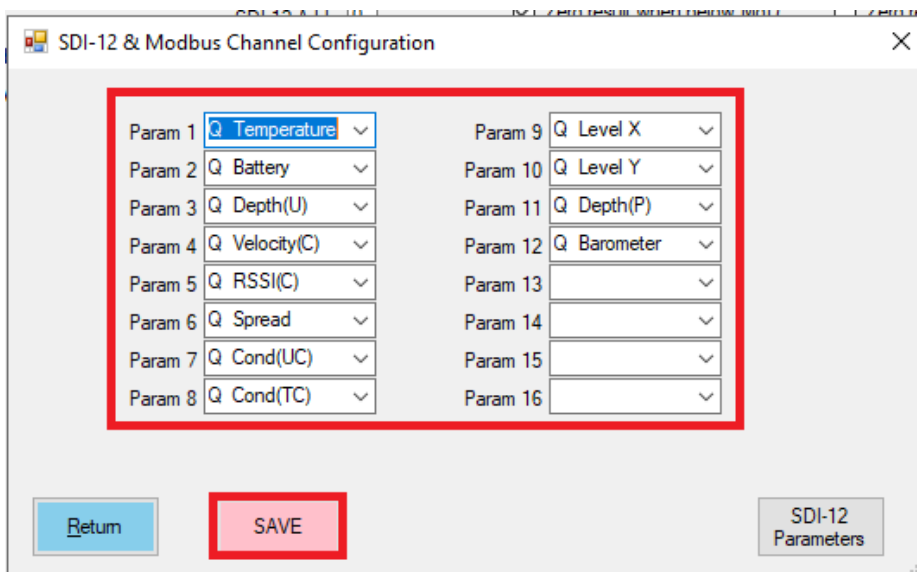 SDI-12 & Modbus Channel Configuration
Param 1 Q Temperature
Param 2 Q Battery
Param 3 Q Depth(U)
Param 4 Q Velocity(C)
Param 5 Q RSSI(C)
Param 6 Q Spread
Param 7 Q Cond(UC)
Param 8 Q Cond(TC)
Param 9 Q Level X
Param 10 Q Level Y
Param 11 Q Depth(P)
Param 12 Q Barometer
Param 13
Param 14
Param 15
Param 16
Return
SAVE
SDI-12
Parameters